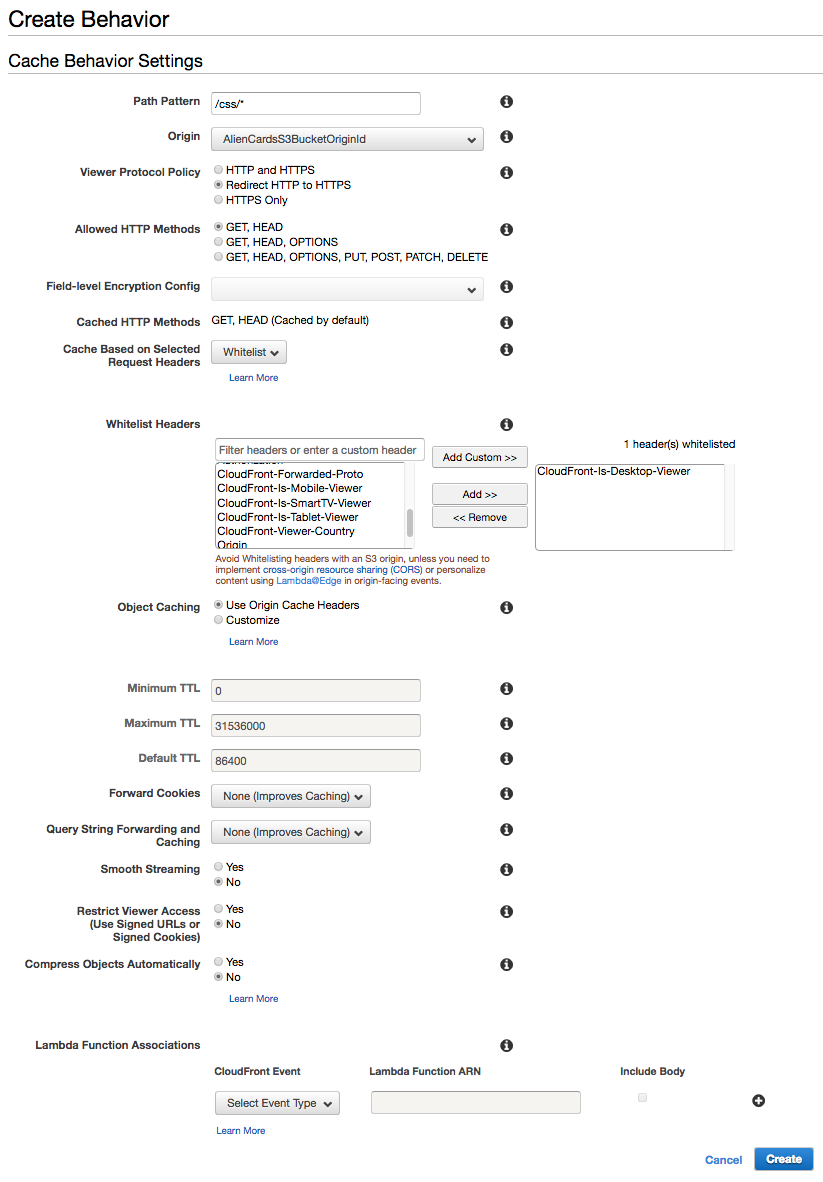 Create Behavior
Cache Behavior Settings
Path Pattern
/css/*
Origin
AlienCardsS3BucketOriginId
Viewer Protocol Policy
HTTP and HTTPS
Redirect HTTP to HTTPS
HTTPS Only
Allowed HTTP Methods
GET, HEAD
GET, HEAD, OPTIONS
GET, HEAD, OPTIONS, PUT, POST, PATCH, DELETE
Field-level Encryption Config
Cached HTTP Methods
GET, HEAD (Cached by default)
Cache Based on Selected
Request Headers
Whitelist
Learn More
Whitelist Headers
Filter headers or enter a custom header
Authorization
CloudFront-Forwarded-Proto
CloudFront-Is-Mobile-Viewer
CloudFront-Is-SmartTV-Viewer
CloudFront-Is-Tablet-Viewer
CloudFront-Viewer-Country
Origin
Add Custom >>
Add >>
<< Remove
1 header(s) whitelisted
CloudFront-Is-Desktop-Viewer
Avoid Whitelisting headers with an S3 origin, unless you need to
implement cross-origin resource sharing (CORS) or personalize
content using Lambda@Edge in origin-facing events.
Object Caching
Use Origin Cache Headers
Customize
Learn More
Minimum TTL
0
Maximum TTL
31536000
Default TTL
86400
Forward Cookies
None (Improves Caching)
Query String Forwarding and
Caching
None (Improves Caching)
Smooth Streaming
Yes
No
Restrict Viewer Access
(Use Signed URLs or
Signed Cookies)
Yes
No
Compress Objects Automatically
Yes
No
Learn More
Lambda Function Associations
CloudFront Event
Lambda Function ARN
Include Body
Select Event Type
Learn More
Cancel
Create